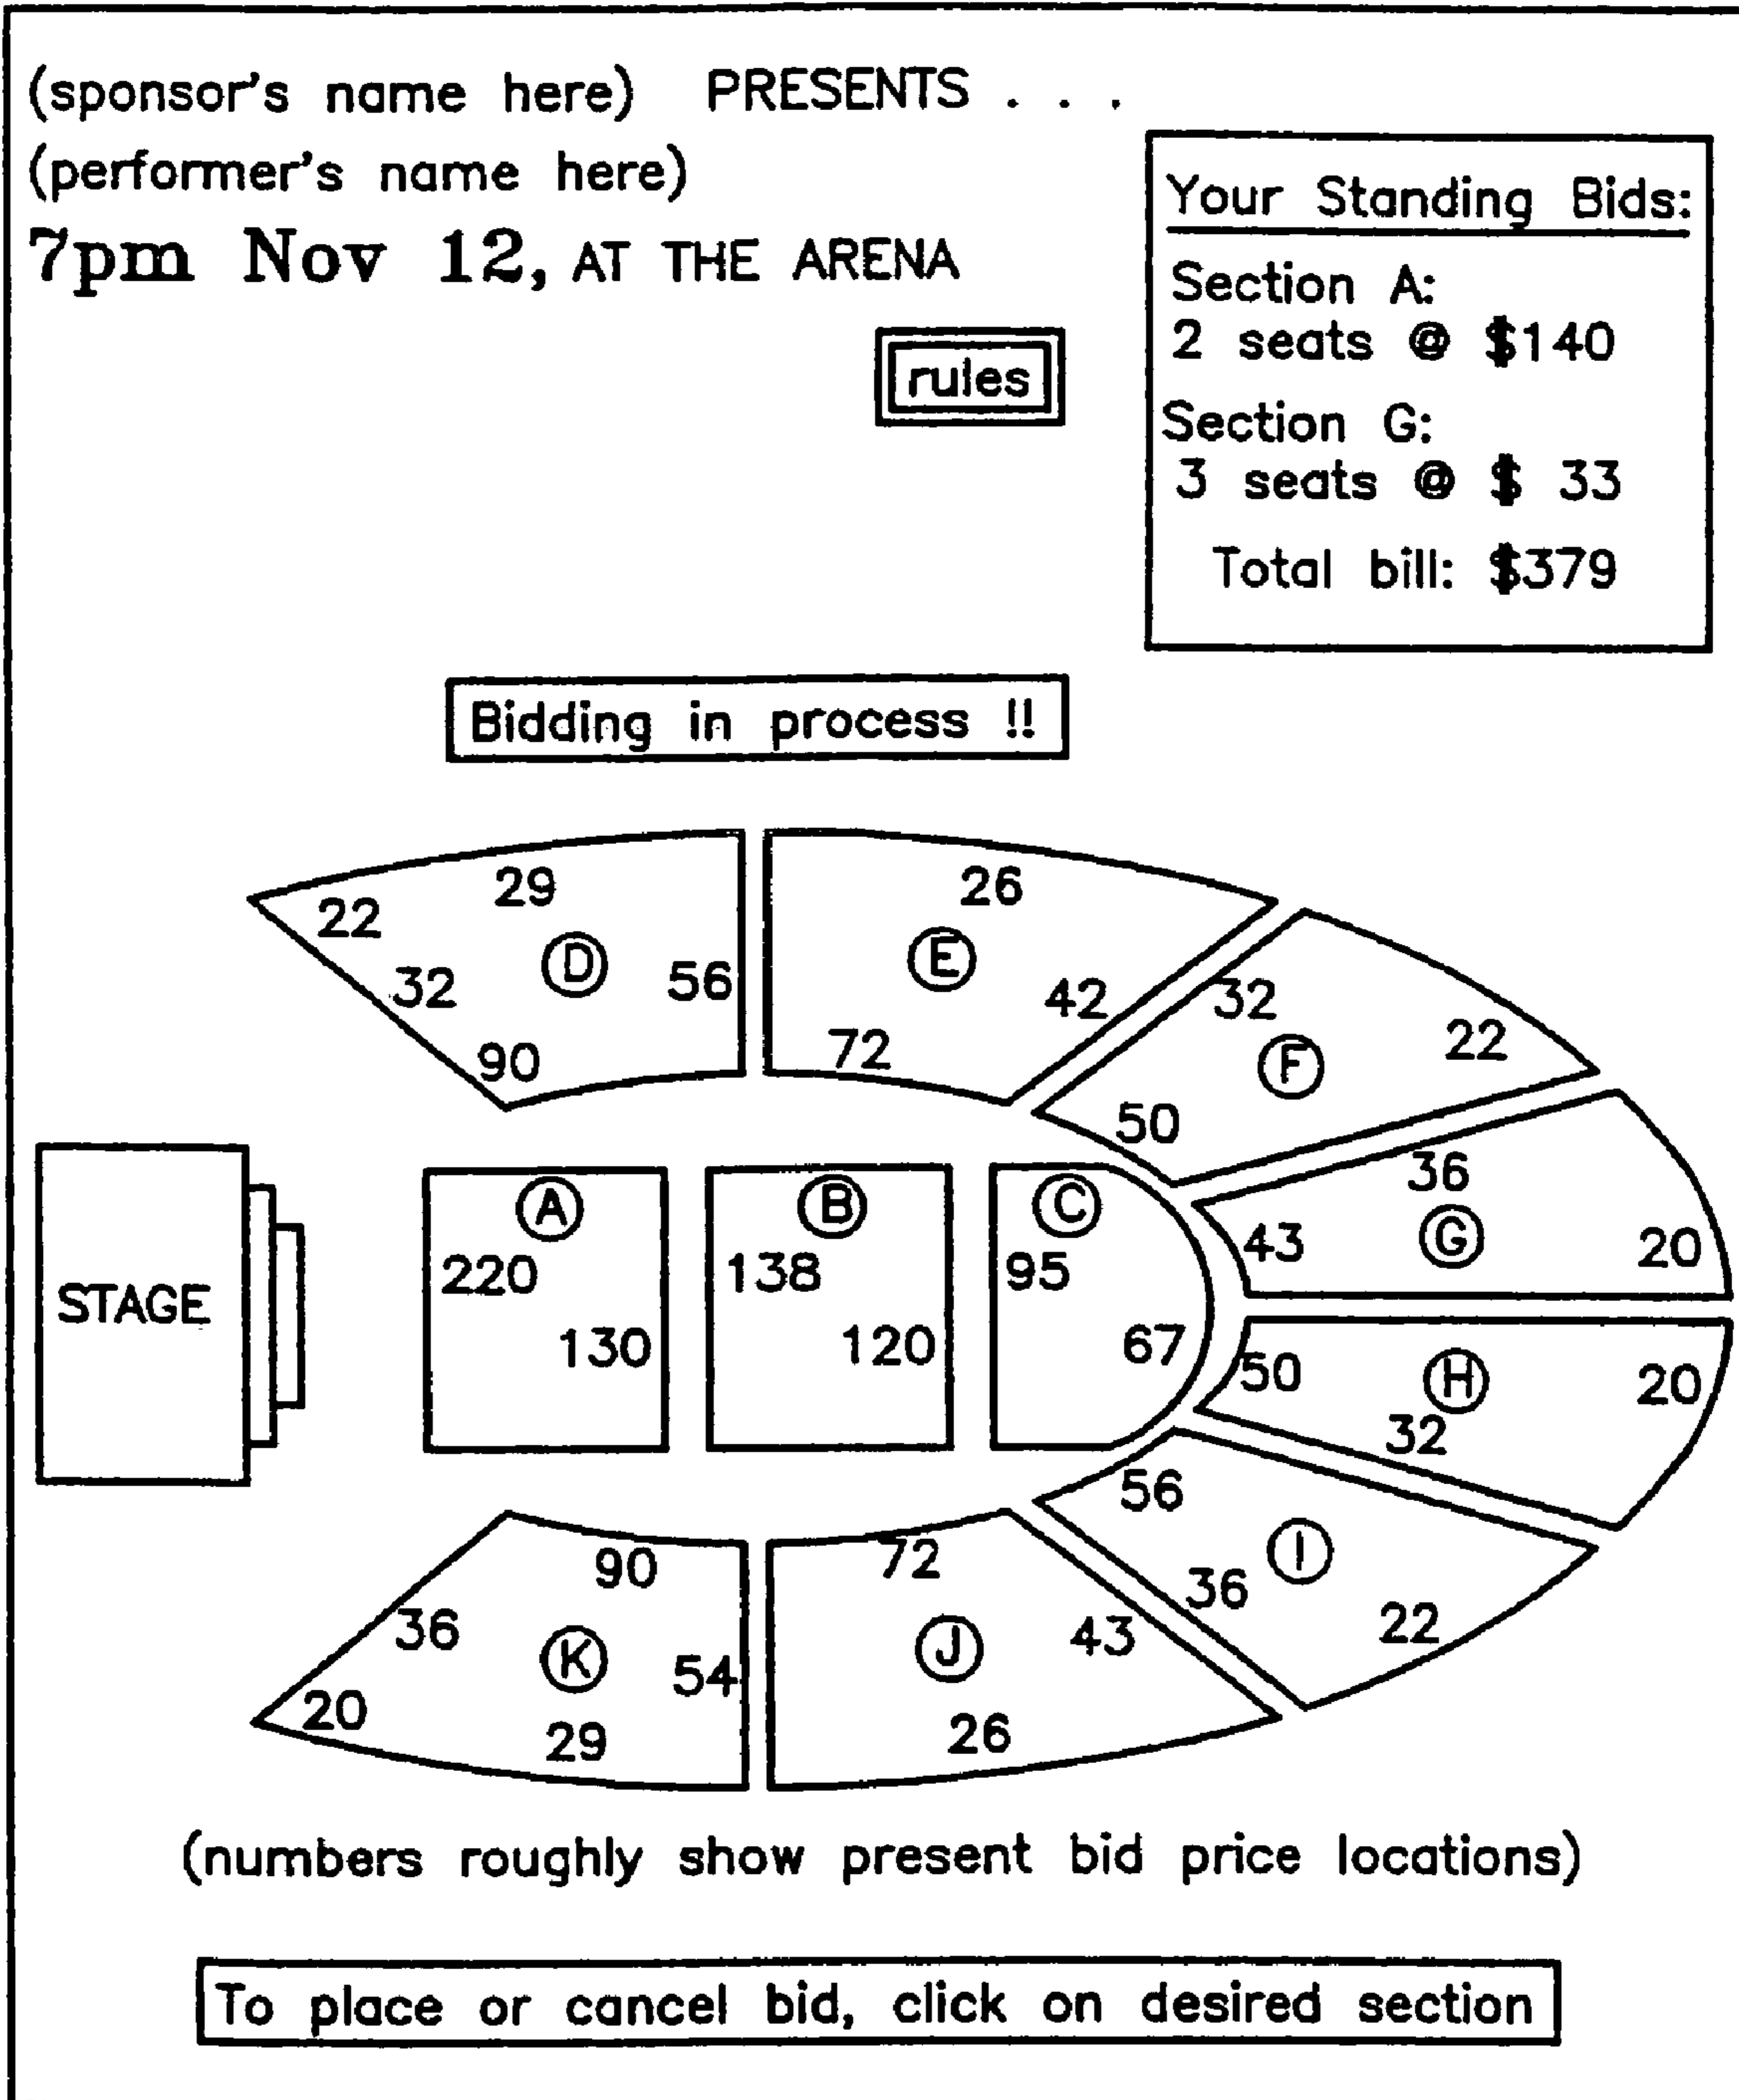 (sponsor's name here) PRESENTS . . .
(performer's name here)
7pm Nov 12, AT THE ARENA
rules
Your Standing Bids:
Section A:
2 seats @ $140
Section G:
3 seats @ $ 33
Total bill: $379
Bidding in process !!
29
22
D
32
56
90
26
E
42
72
32
22
F
50
36
43
G
20
STAGE
A
220
130
B
138
120
C
95
67
50
H
20
32
56
I
36
22
90
36
K
54
20
29
72
J
43
26
(numbers roughly show present bid price locations)
To place or cancel bid, click on desired section